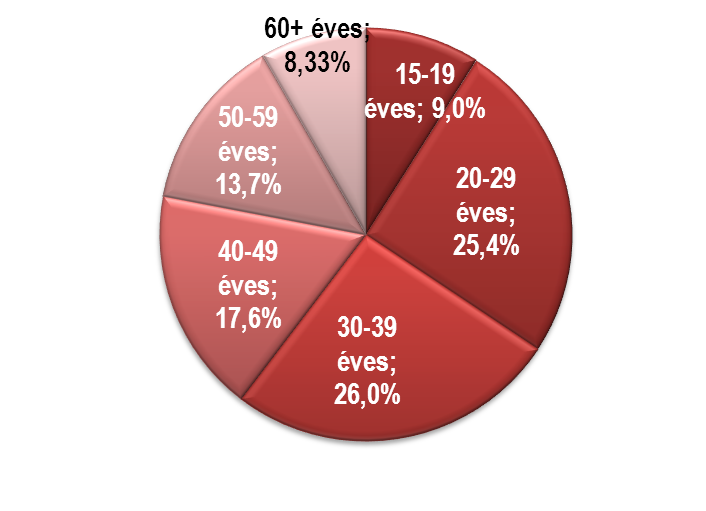 60+ éves;
8,33%
15-19
éves; 9,0%
20-29
éves;
25,4%
30-39
éves;
26,0%
40-49
éves;
17,6%
50-59
éves;
13,7%